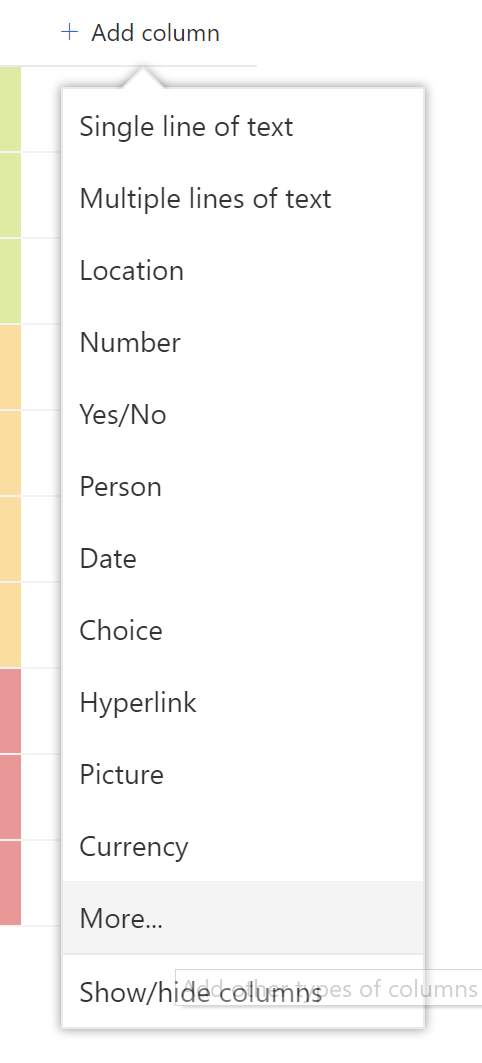 + Add column
Single line of text
Multiple lines of text
Location
Number
Yes/No
Person
Date
Choice
Hyperlink
Picture
Currency
More...
Show/hide columns
Add other types of columns